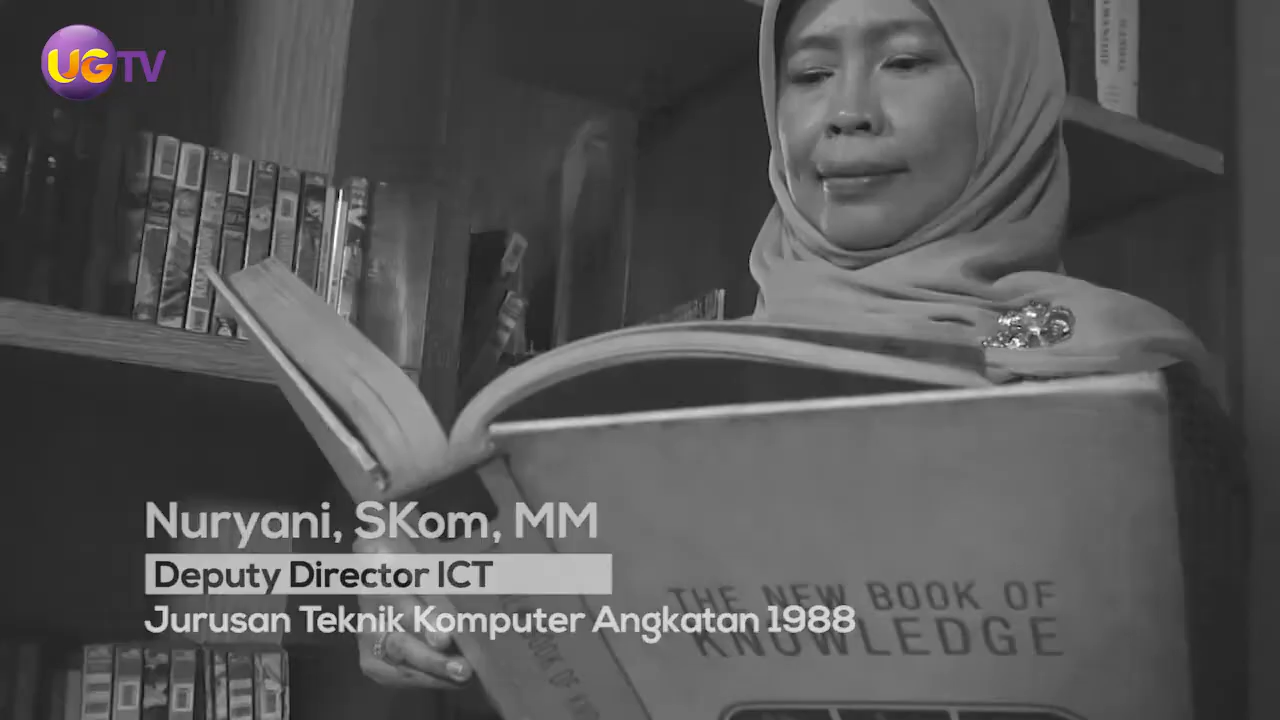 UGTV
Nuryani, SKom, MM
Deputy Director ICT
Jurusan Teknik Komputer Angkatan 1988
THE NEW BOOK OF
KNOWLEDGE